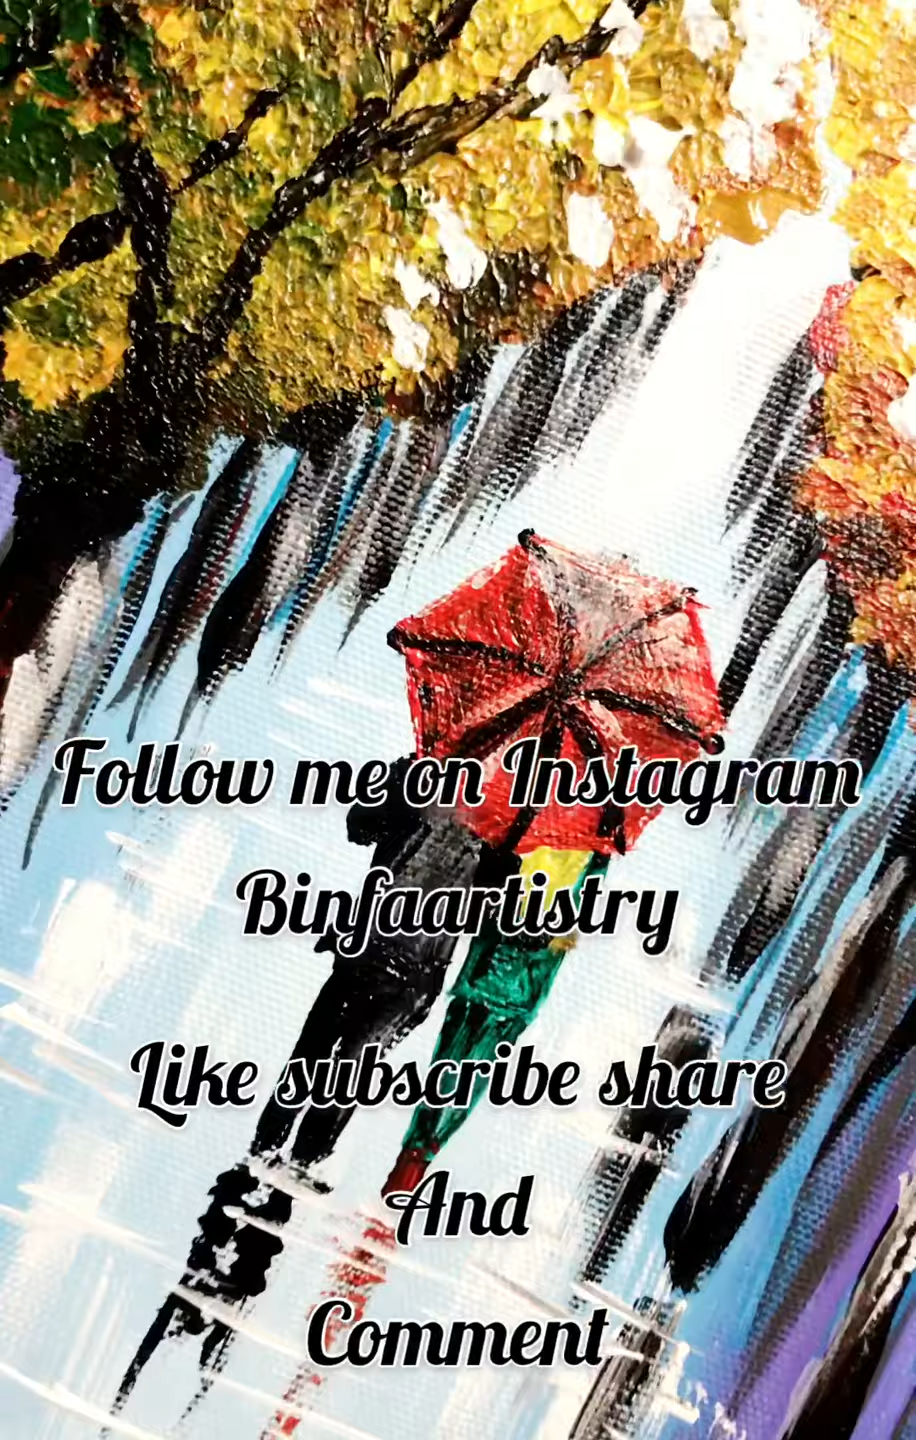 Follow me on Instagram
Binfaartistry
Like subscribe share
And
Comment